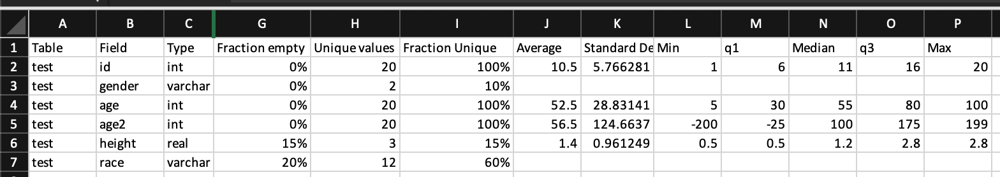 A B C G H I J K L M N O P
1 Table Field Type Fraction empty Unique values Fraction Unique Average Standard De Min q1 Median q3 Max
2 test id int 0% 20 100% 10.5 5.766281 1 6 11 16 20
3 test gender varchar 0% 2 10%
4 test age int 0% 20 100% 52.5 28.83141 5 30 55 80 100
5 test age2 int 0% 20 100% 56.5 124.6637 -200 -25 100 175 199
6 test height real 15% 3 15% 1.4 0.961249 0.5 0.5 1.2 2.8 2.8
7 test race varchar 20% 12 60%